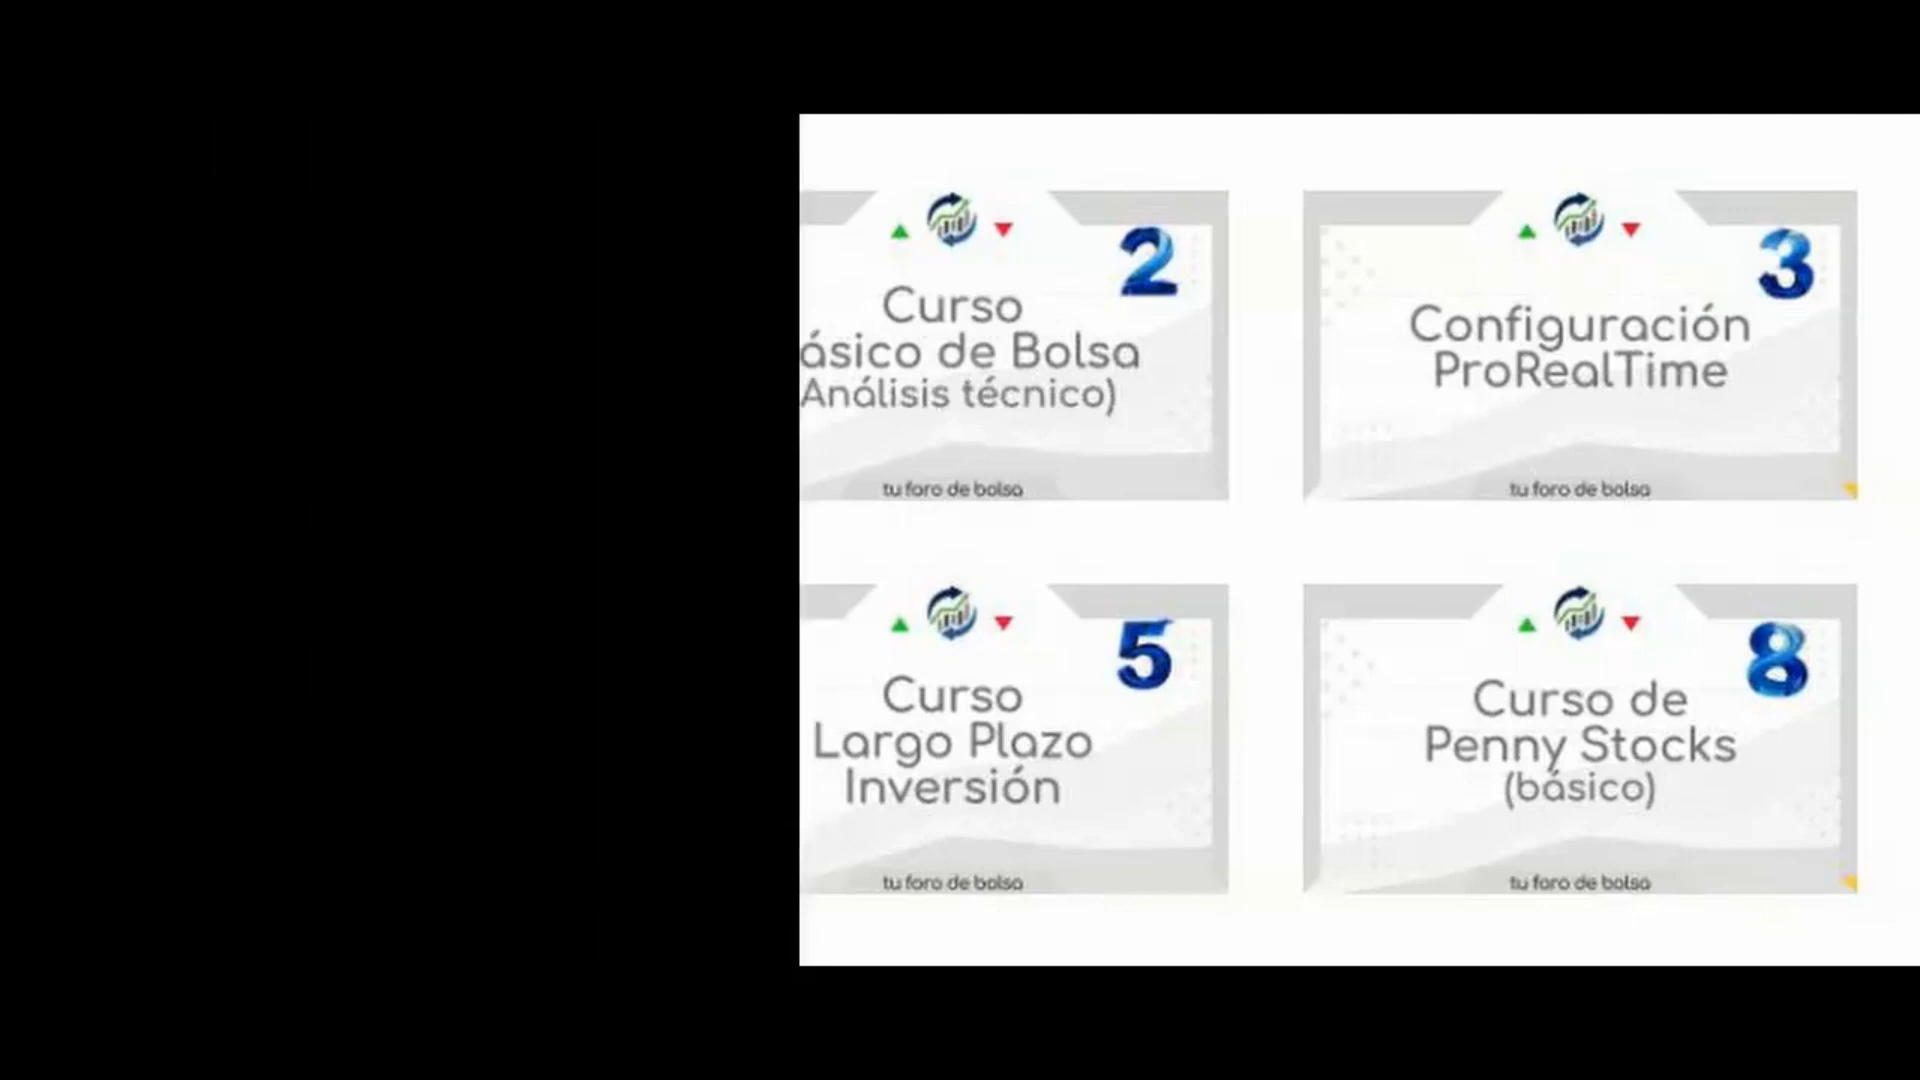 2
Curso
ásico de Bolsa
Análisis técnico)
tu foro de bolsa
3
Configuración
ProRealTime
tu foro de bolsa
5
Curso
Largo Plazo
Inversión
tu foro de bolsa
8
Curso de
Penny Stocks
(básico)
tu foro de bolsa